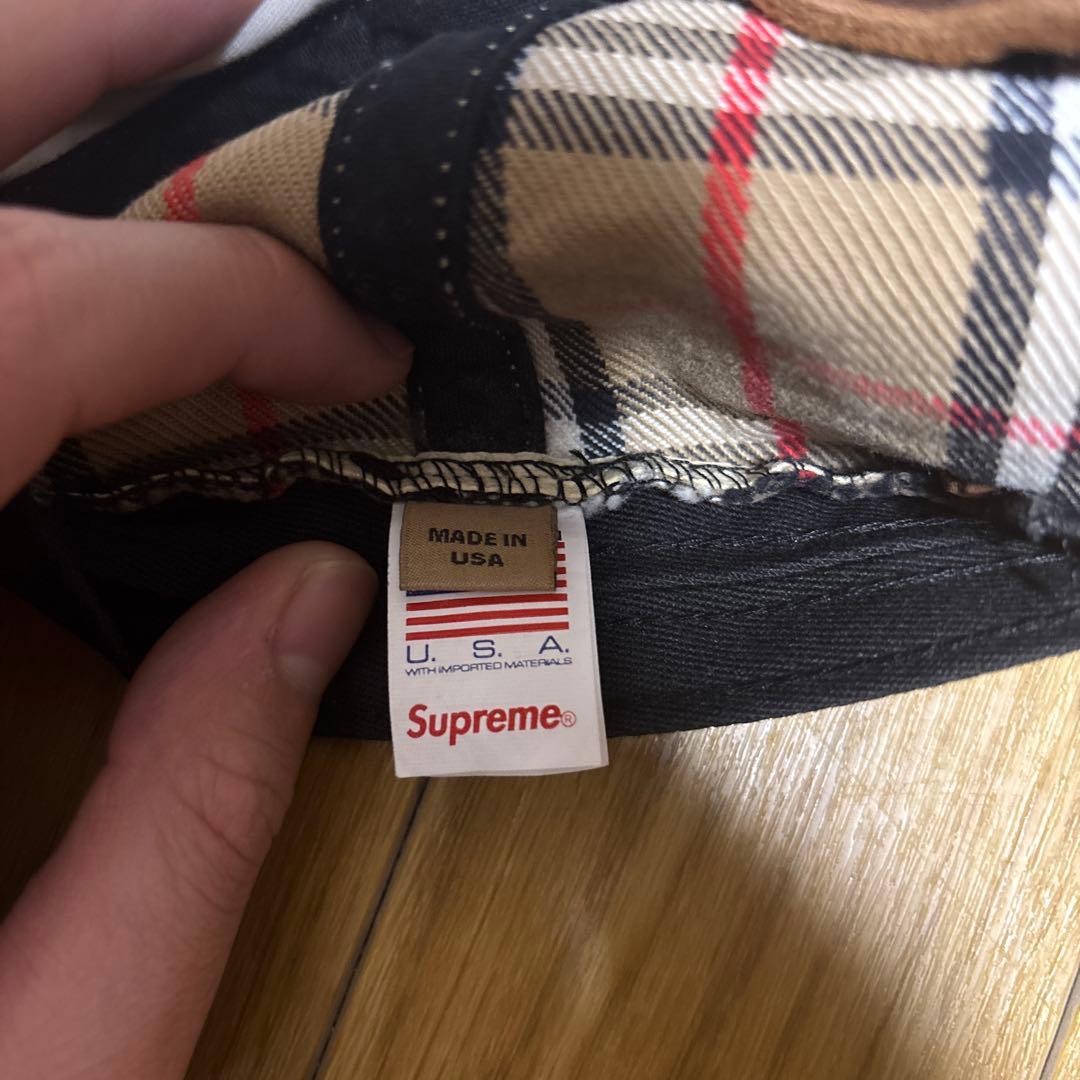 MADE IN
USA
U. S. A.
WITH IMPORTED MATERIALS
Supreme®